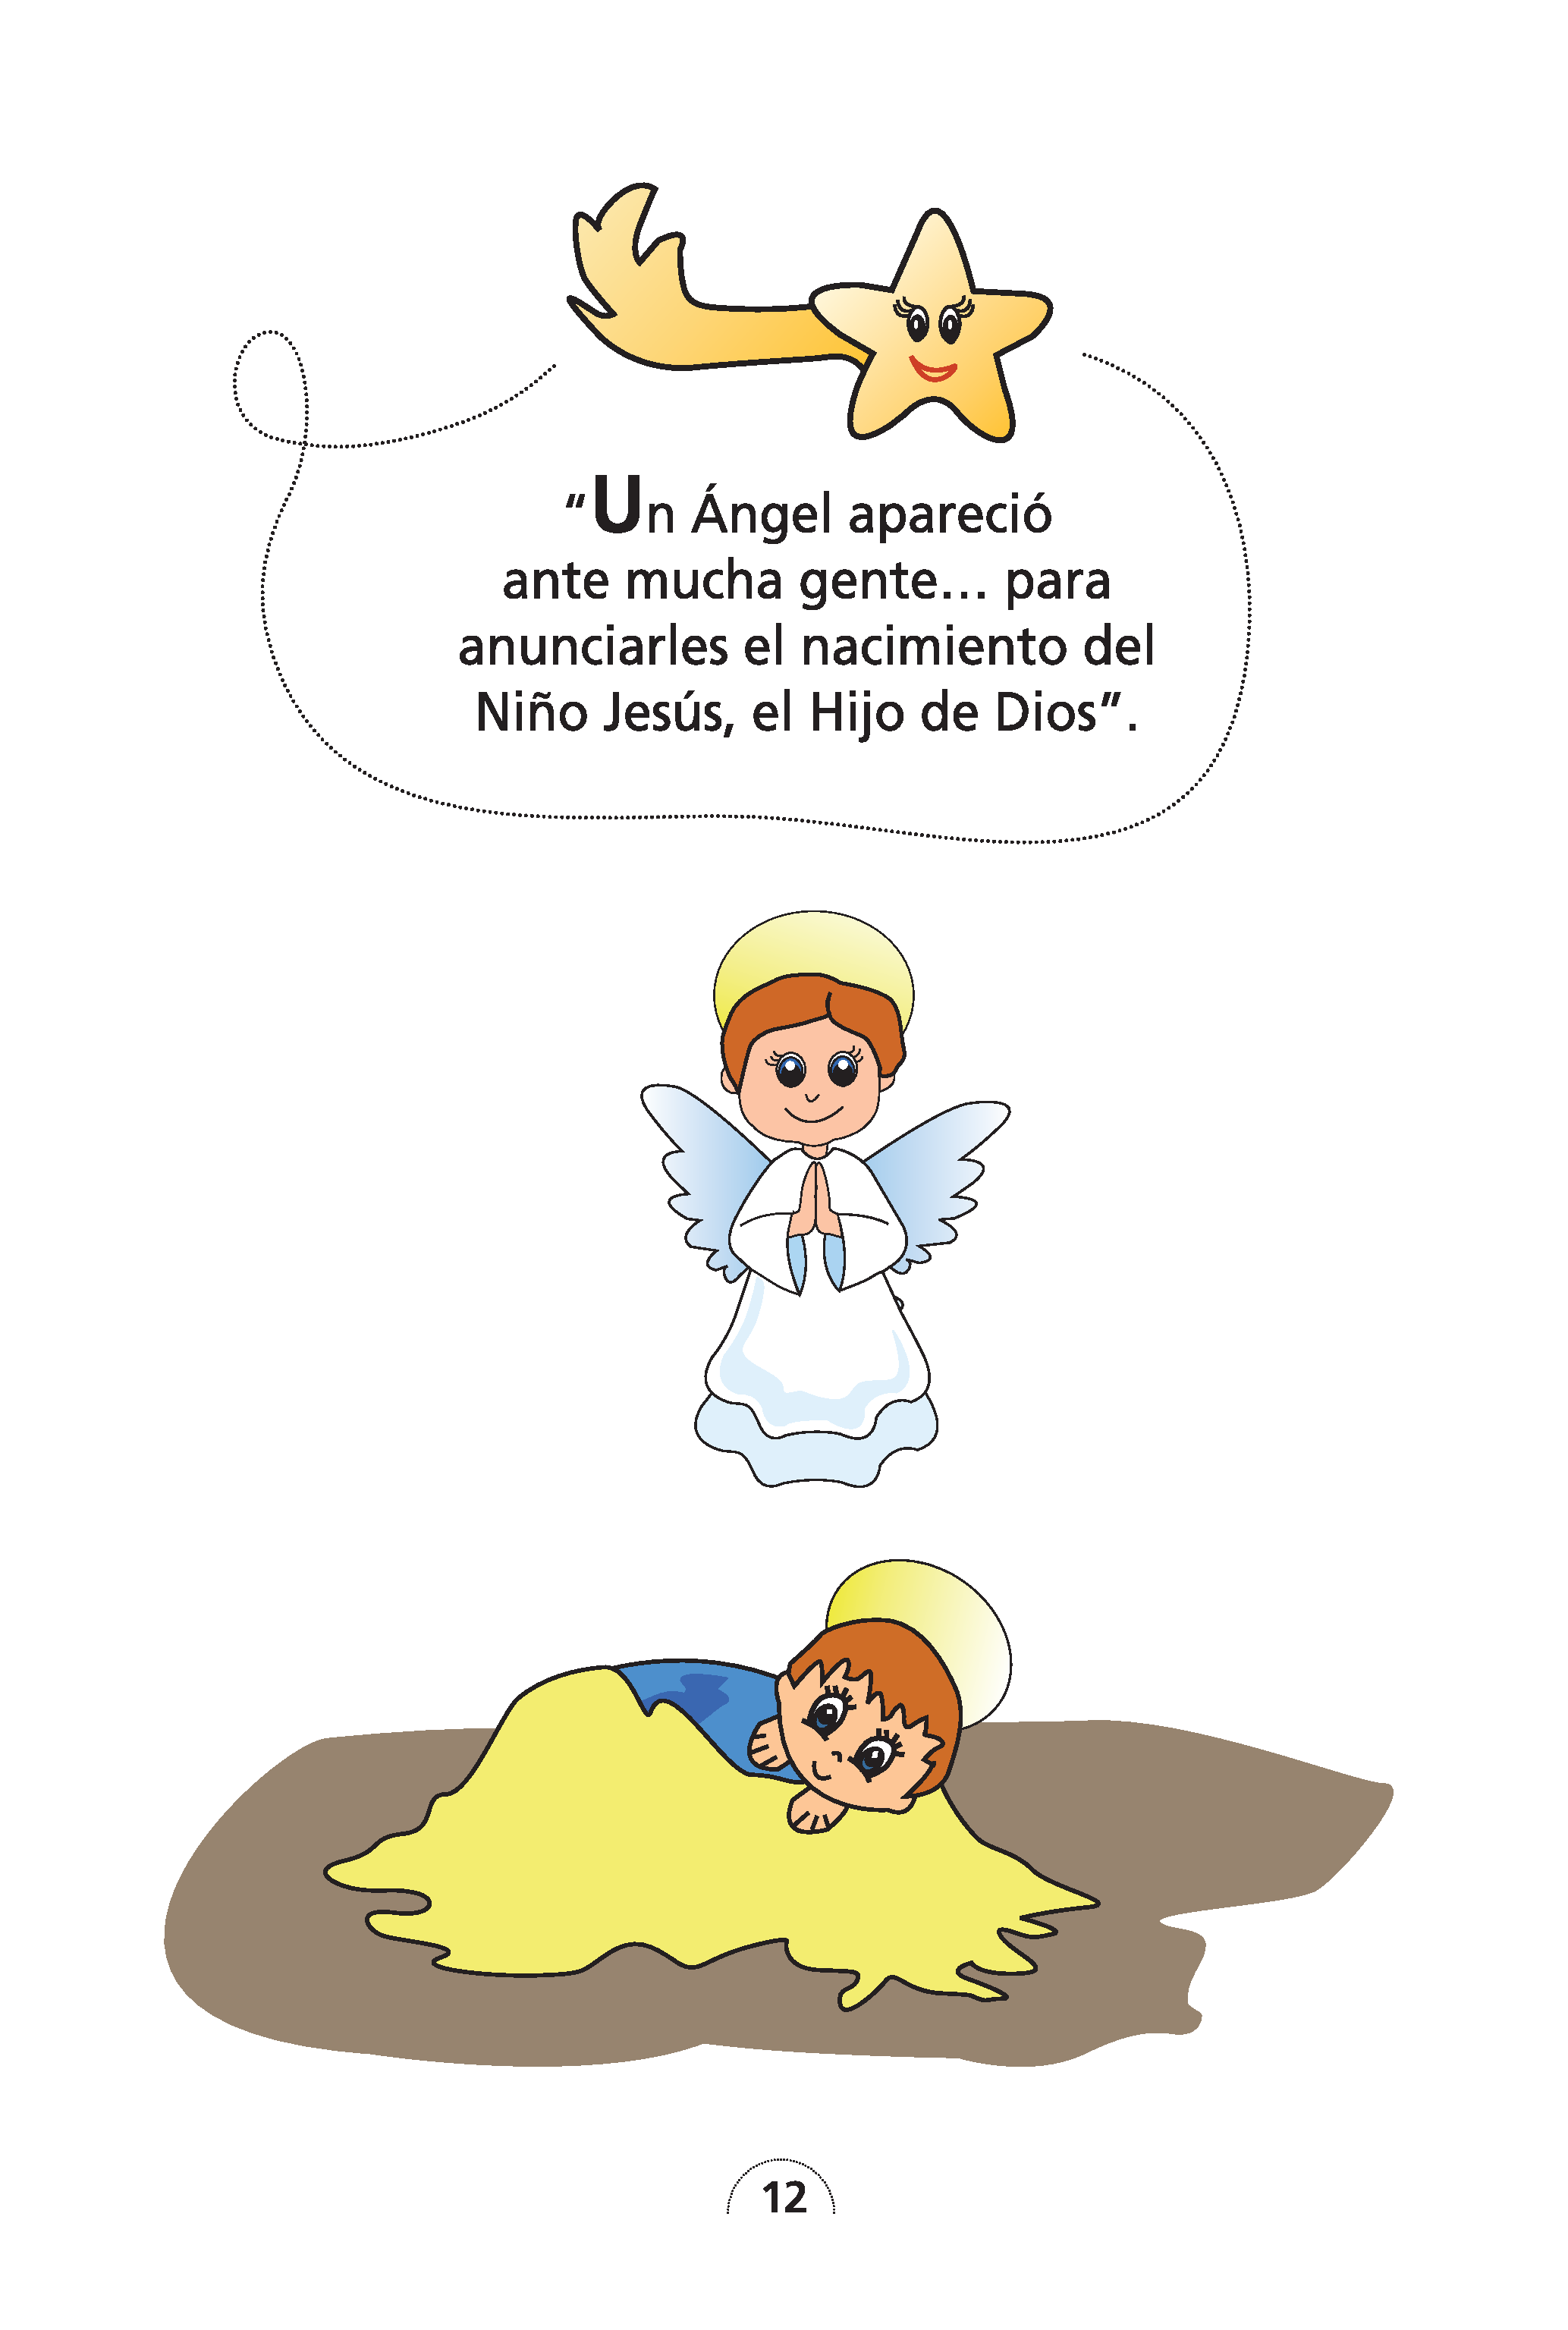 “Un Ángel apareció
ante mucha gente... para
anunciarles el nacimiento del
Niño Jesús, el Hijo de Dios”.
12